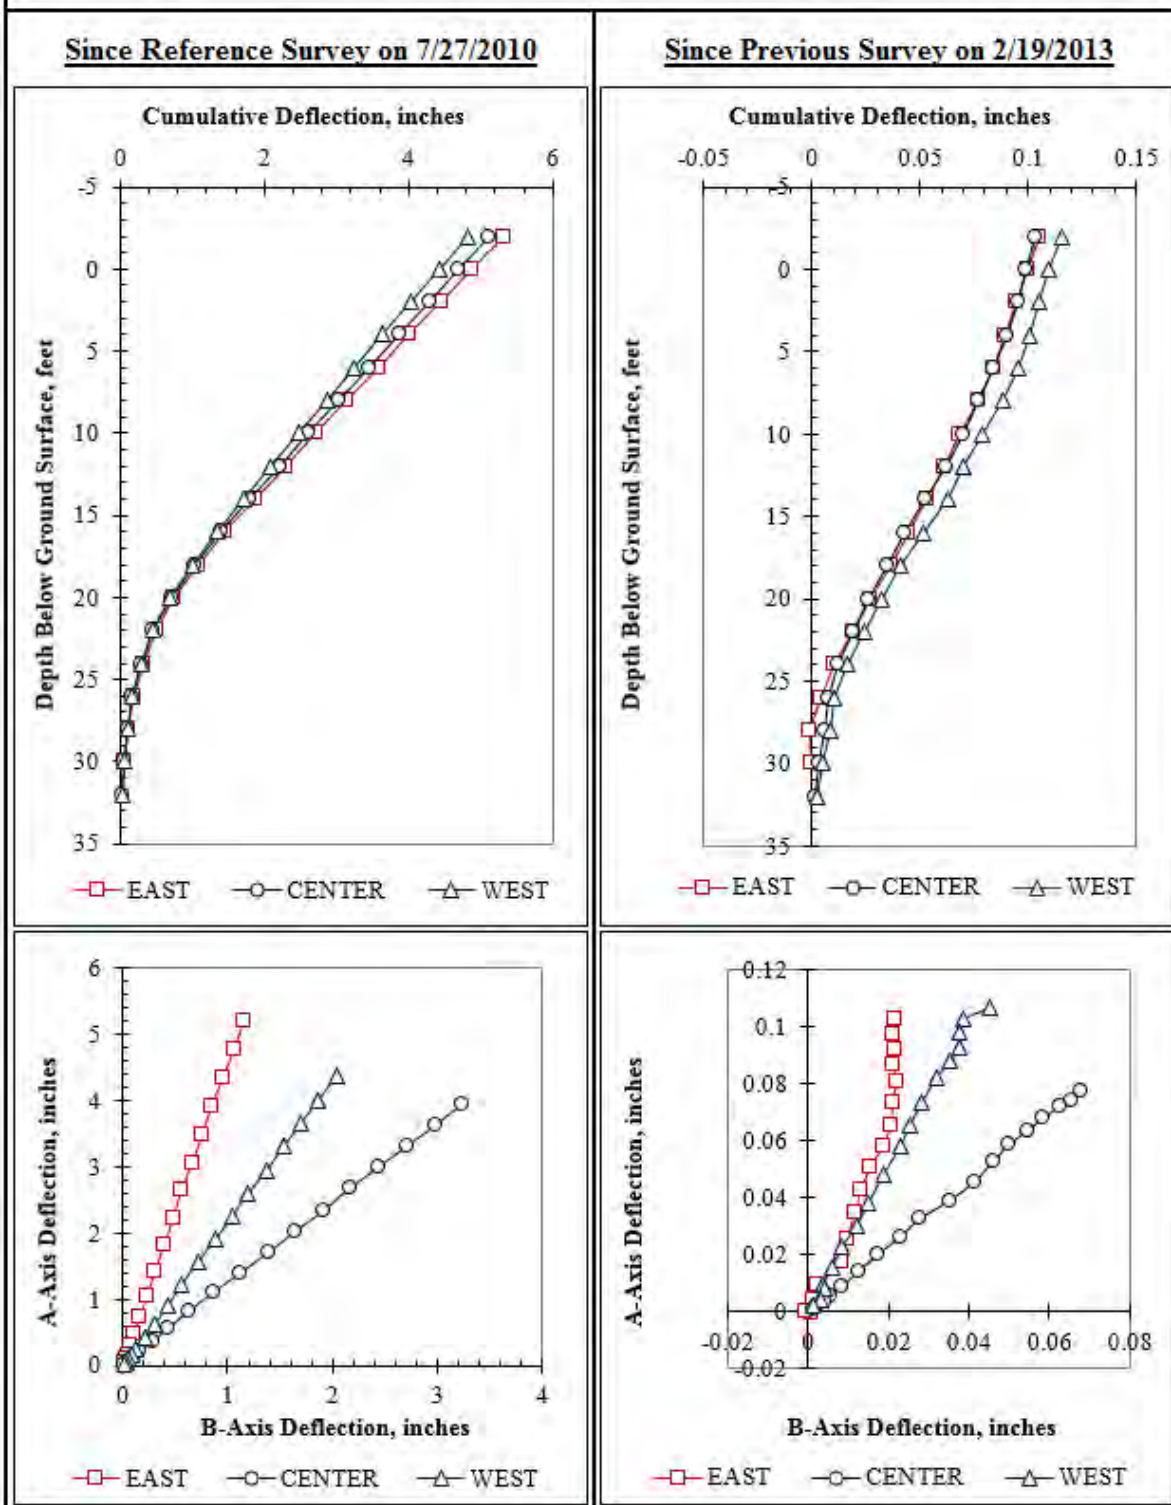 Since Reference Survey on 7/27/2010
Cumulative Deflection, inches
0 2 4 6
-5
0
5
10
15
20
25
30
35
Depth Below Ground Surface, feet
EAST CENTER WEST
Since Previous Survey on 2/19/2013
Cumulative Deflection, inches
-0.05 0 0.05 0.1 0.15
-5
0
5
10
15
20
25
30
35
Depth Below Ground Surface, feet
EAST CENTER WEST
6
5
4
3
2
1
0
A-Axis Deflection, inches
0 1 2 3 4
B-Axis Deflection, inches
EAST CENTER WEST
0.12
0.1
0.08
0.06
0.04
0.02
0
-0.02
A-Axis Deflection, inches
-0.02 0 0.02 0.04 0.06 0.08
B-Axis Deflection, inches
EAST CENTER WEST